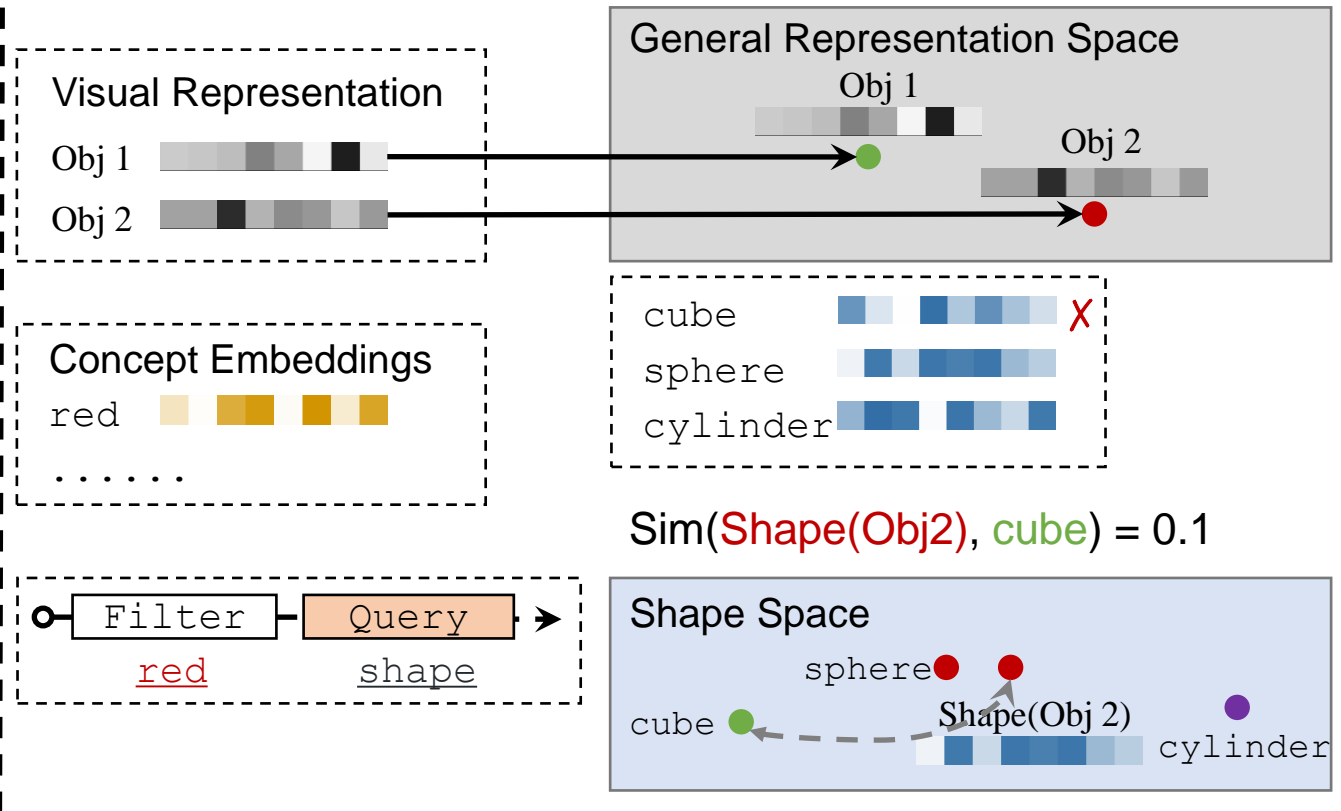 Visual Representation
Obj 1
Obj 2
General Representation Space
Obj 1
Obj 2
Concept Embeddings
red
......
cube ✗
sphere
cylinder
Sim(Shape(Obj2), cube) = 0.1
Filter Query
red shape
Shape Space
sphere
cube
Shape(Obj 2)
cylinder